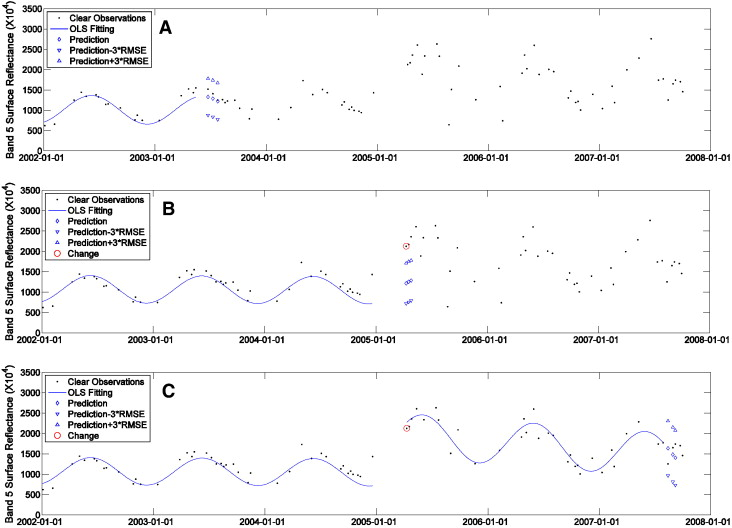 A
Band 5 Surface Reflectance (X10⁴)
3500
3000
2500
2000
1500
1000
500
0
Clear Observations
OLS Fitting
Prediction
Prediction-3*RMSE
Prediction+3*RMSE
2002-01-01 2003-01-01 2004-01-01 2005-01-01 2006-01-01 2007-01-01 2008-01-01
B
Band 5 Surface Reflectance (X10⁴)
3500
3000
2500
2000
1500
1000
500
0
Clear Observations
OLS Fitting
Prediction
Prediction-3*RMSE
Prediction+3*RMSE
Change
2002-01-01 2003-01-01 2004-01-01 2005-01-01 2006-01-01 2007-01-01 2008-01-01
C
Band 5 Surface Reflectance (X10⁴)
3500
3000
2500
2000
1500
1000
500
0
Clear Observations
OLS Fitting
Prediction
Prediction-3*RMSE
Prediction+3*RMSE
Change
2002-01-01 2003-01-01 2004-01-01 2005-01-01 2006-01-01 2007-01-01 2008-01-01